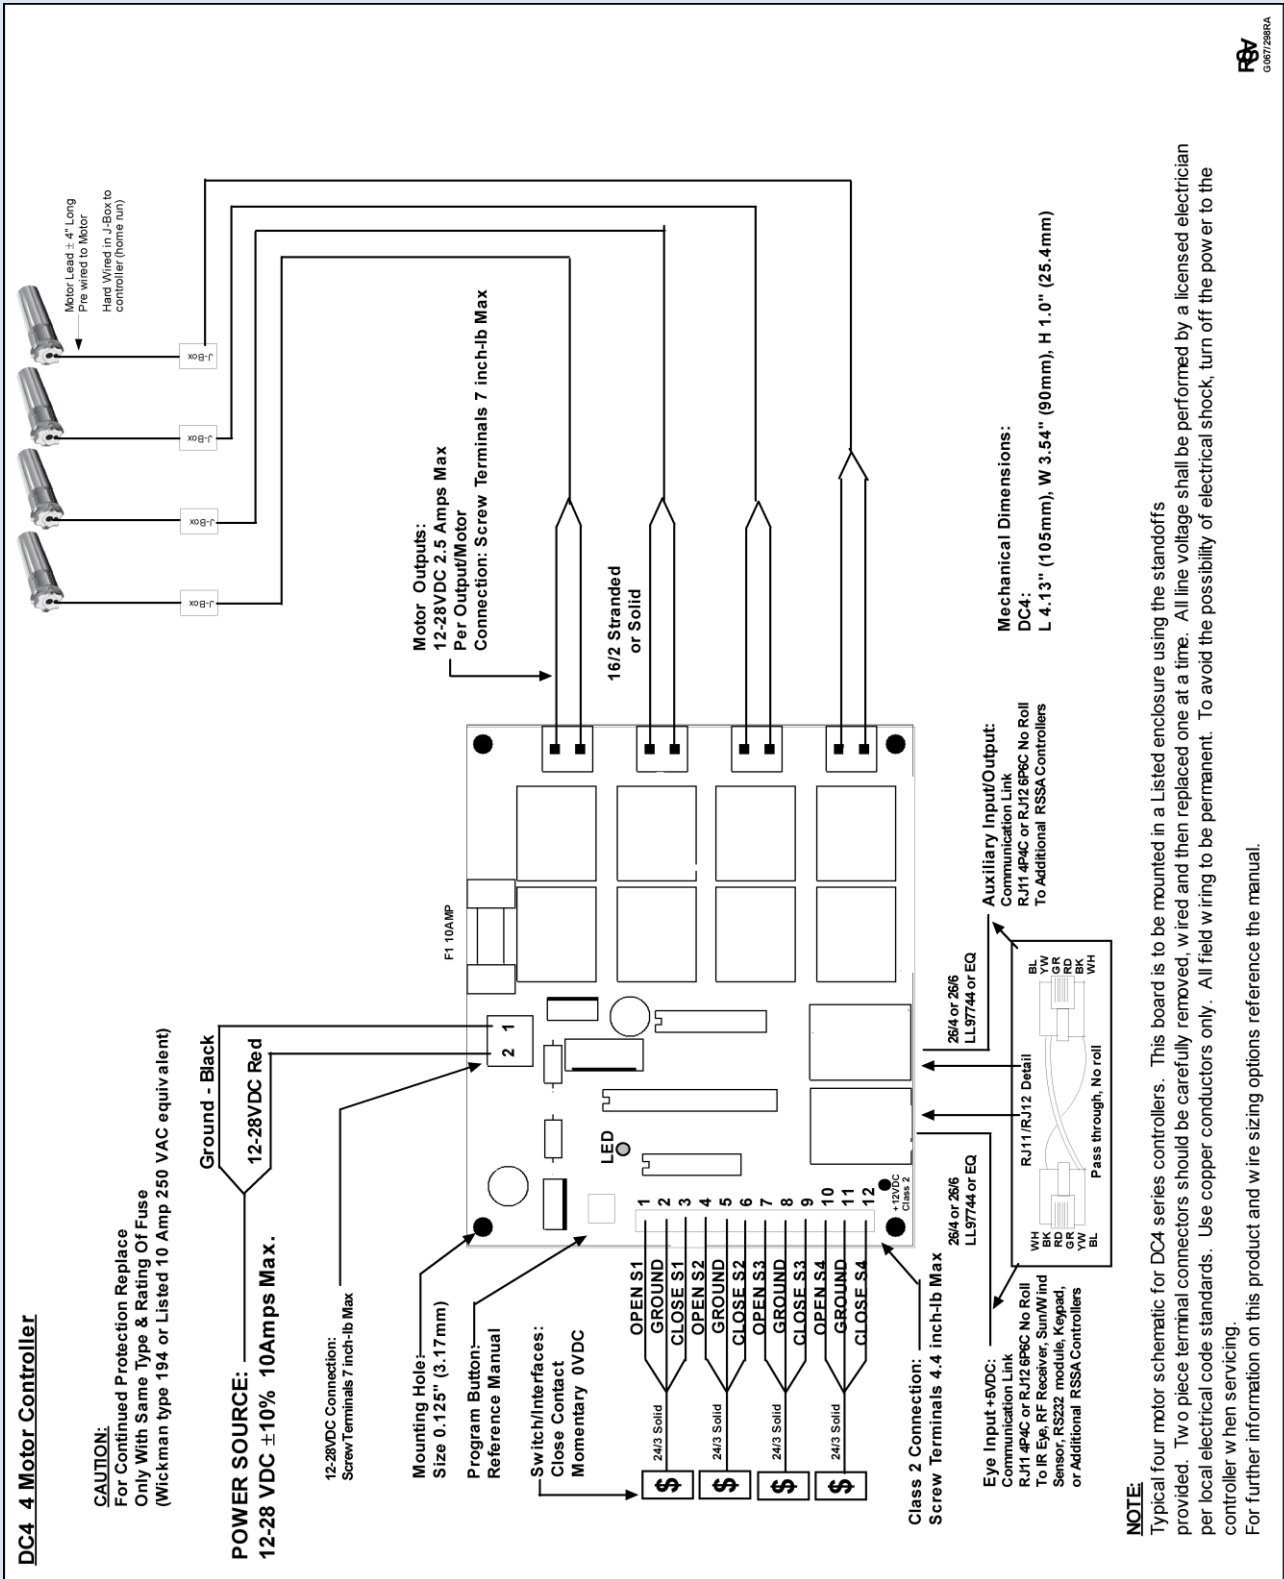 DC4 4 Motor Controller
CAUTION:
For Continued Protection Replace
Only With Same Type & Rating Of Fuse
(Wickman type 194 or Listed 10 Amp 250 VAC equivalent)
POWER SOURCE:
12-28 VDC ±10% 10Amps Max.
Ground - Black
12-28VDC Red
12-28VDC Connection:
Screw Terminals 7 inch-lb Max
Mounting Hole:
Size 0.125" (3.17mm)
Program Button:
Reference Manual
Switch/Interfaces:
Close Contact
Momentary 0VDC
24/3 Solid
24/3 Solid
24/3 Solid
24/3 Solid
$
$
$
$
OPEN S1
GROUND
CLOSE S1
OPEN S2
GROUND
CLOSE S2
OPEN S3
GROUND
CLOSE S3
OPEN S4
GROUND
CLOSE S4
1
2
3
4
5
6
7
8
9
10
11
12
+12VDC
Class 2
LED
2 1
F1 10AMP
Class 2 Connection:
Screw Terminals 4.4 inch-lb Max
Motor Outputs:
12-28VDC 2.5 Amps Max
Per Output/Motor
Connection: Screw Terminals 7 inch-lb Max
16/2 Stranded
or Solid
J-Box
J-Box
J-Box
J-Box
Motor Lead ± 4" Long
Pre wired to Motor
Hard Wired in J-Box to
controller (home run)
Mechanical Dimensions:
DC4:
L 4.13" (105mm), W 3.54" (90mm), H 1.0" (25.4mm)
26/4 or 26/6
LL97744 or EQ
26/4 or 26/6
LL97744 or EQ
Eye Input +5VDC:
Communication Link
RJ11 4P4C or RJ12 6P6C No Roll
To IR Eye, RF Receiver, Sun/Wind
Sensor, RS232 module, Keypad,
or Additional RSSA Controllers
RJ11/RJ12 Detail
WH
BK
RD
GR
YW
BL
BL
YW
GR
RD
BK
WH
Pass through, No roll
Auxiliary Input/Output:
Communication Link
RJ11 4P4C or RJ12 6P6C No Roll
To Additional RSSA Controllers
NOTE:
Typical four motor schematic for DC4 series controllers. This board is to be mounted in a Listed enclosure using the standoffs
provided. Two piece terminal connectors should be carefully removed, wired and then replaced one at a time. All line voltage shall be performed by a licensed electrician
per local electrical code standards. Use copper conductors only. All field wiring to be permanent. To avoid the possibility of electrical shock, turn off the power to the
controller when servicing.
For further information on this product and wire sizing options reference the manual.
G067/298RA